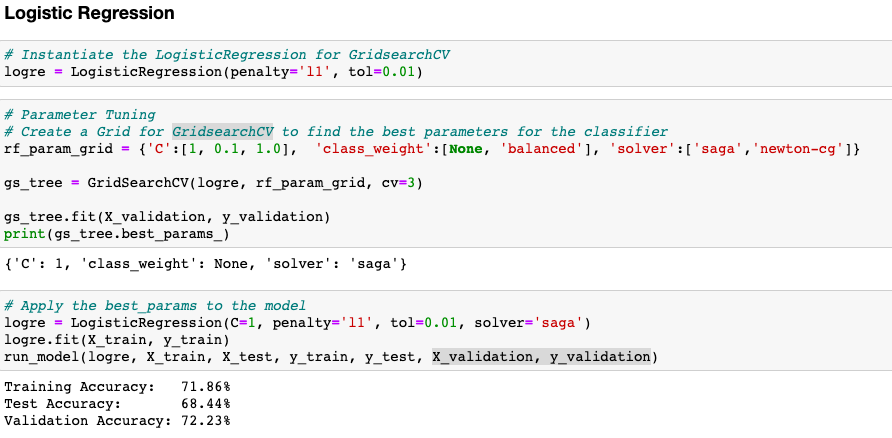 Logistic Regression
# Instantiate the LogisticRegression for GridsearchCV
logre = LogisticRegression(penalty='l1', tol=0.01)
# Parameter Tuning
# Create a Grid for GridsearchCV to find the best parameters for the classifier
rf_param_grid = {'C':[1, 0.1, 1.0],  'class_weight':[None, 'balanced'], 'solver':['saga','newton-cg']}
gs_tree = GridSearchCV(logre, rf_param_grid, cv=3)
gs_tree.fit(X_validation, y_validation)
print(gs_tree.best_params_)
{'C': 1, 'class_weight': None, 'solver': 'saga'}
# Apply the best_params to the model
logre = LogisticRegression(C=1, penalty='l1', tol=0.01, solver='saga')
logre.fit(X_train, y_train)
run_model(logre, X_train, X_test, y_train, y_test, X_validation, y_validation)
Training Accuracy:   71.86%
Test Accuracy:       68.44%
Validation Accuracy: 72.23%